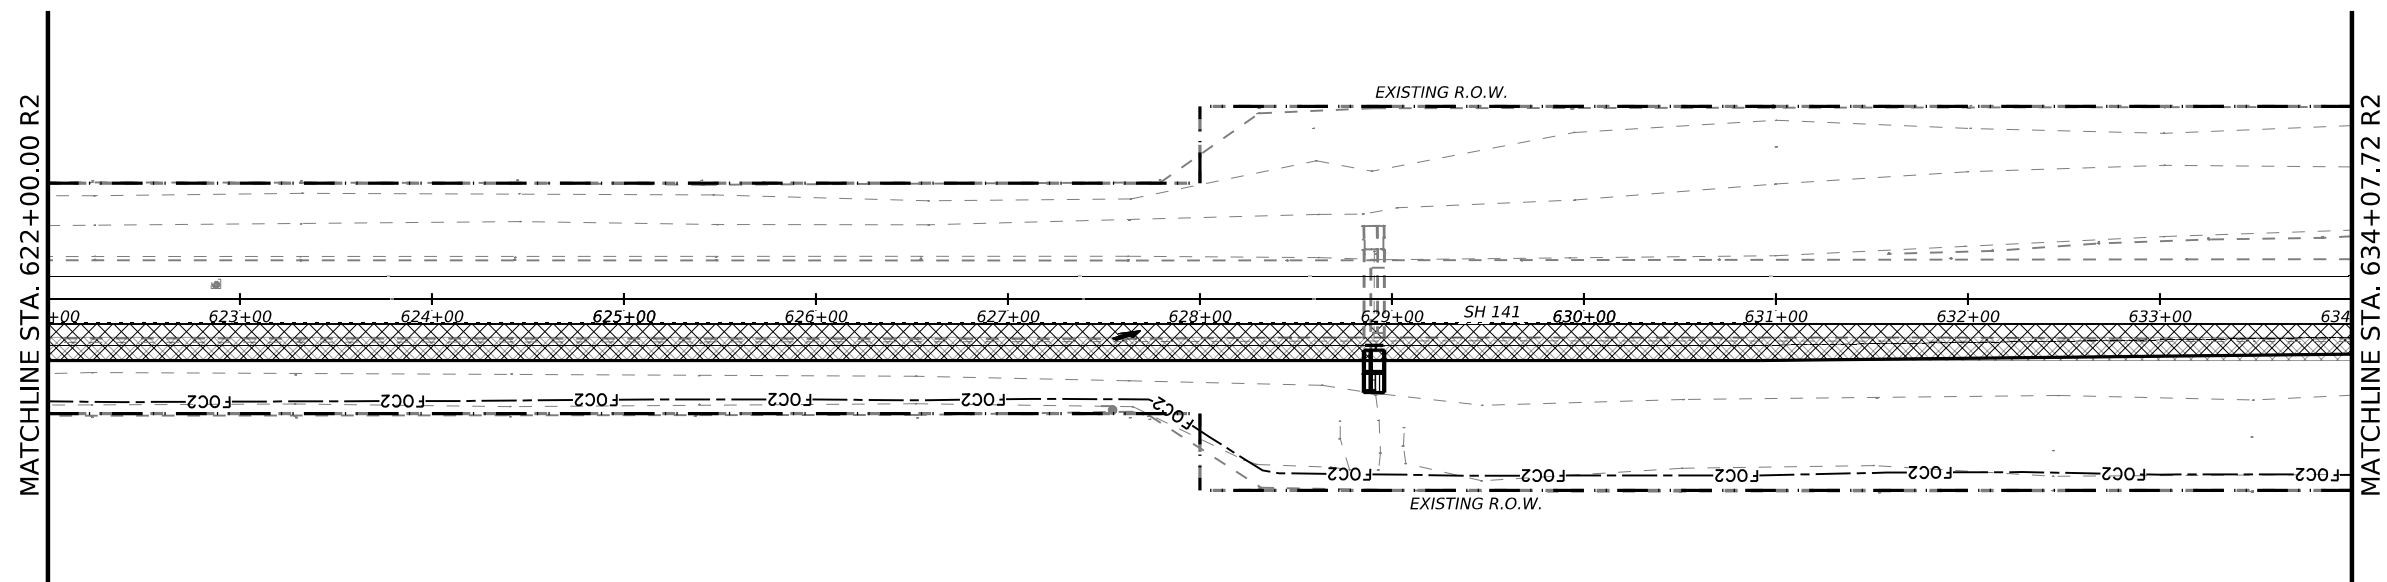 MATCHLINE STA. 622+00.00 R2
EXISTING R.O.W.
SH 141
+00 623+00 624+00 625+00 626+00 627+00 628+00 629+00 630+00 631+00 632+00 633+00 634
FOC2 FOC2 FOC2 FOC2 FOC2 FOC2
FOC2 FOC2 FOC2 FOC2 FOC2 FOC2
EXISTING R.O.W.
MATCHLINE STA. 634+07.72 R2